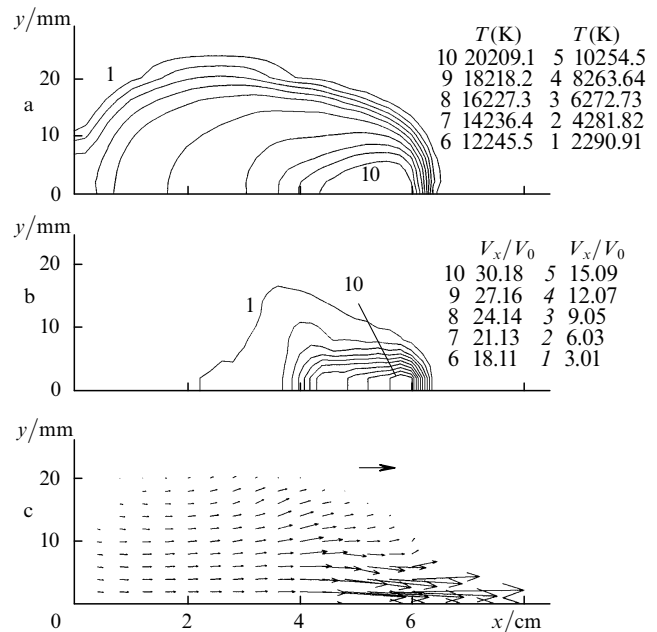 y/mm
1
20
a
10
10
0
T(K) T(K)
10 20209.1 5 10254.5
9 18218.2 4 8263.64
8 16227.3 3 6272.73
7 14236.4 2 4281.82
6 12245.5 1 2290.91
y/mm
20
10
1
b
10
0
V_x/V_0 V_x/V_0
10 30.18 5 15.09
9 27.16 4 12.07
8 24.14 3 9.05
7 21.13 2 6.03
6 18.11 1 3.01
y/mm
20
c
10
0 2 4 6 x/cm